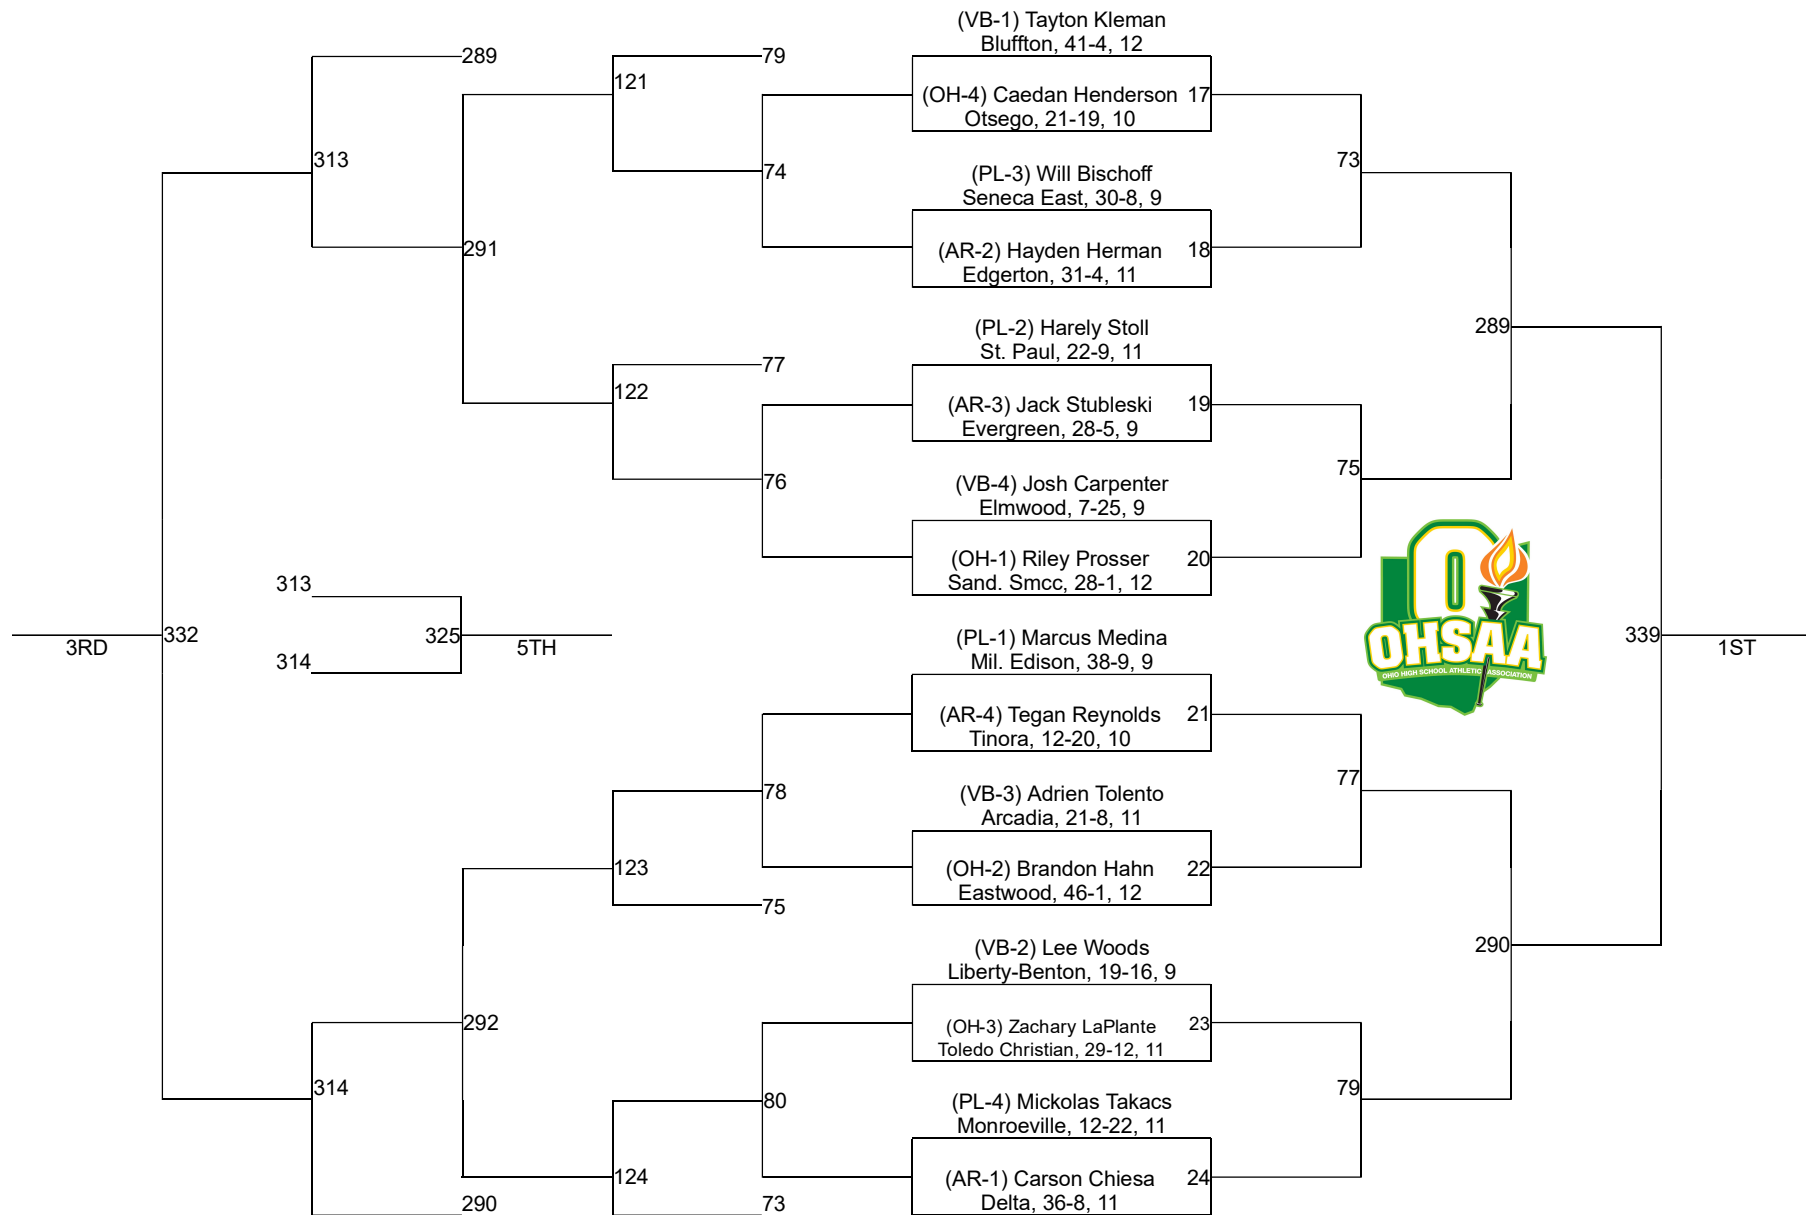 (VB-1) Tayton Kleman
Bluffton, 41-4, 12
289
79
121
(OH-4) Caedan Henderson 17
Otsego, 21-19, 10
313
73
74
(PL-3) Will Bischoff
Seneca East, 30-8, 9
291
(AR-2) Hayden Herman 18
Edgerton, 31-4, 11
289
(PL-2) Harely Stoll
St. Paul, 22-9, 11
77
122
(AR-3) Jack Stubleski 19
Evergreen, 28-5, 9
75
76
(VB-4) Josh Carpenter
Elmwood, 7-25, 9
(OH-1) Riley Prosser 20
Sand. Smcc, 28-1, 12
313
332
3RD
325
5TH
314
(PL-1) Marcus Medina
Mil. Edison, 38-9, 9
OHSAA
OHIO HIGH SCHOOL ATHLETIC ASSOCIATION
339
1ST
(AR-4) Tegan Reynolds 21
Tinora, 12-20, 10
77
78
(VB-3) Adrien Tolento
Arcadia, 21-8, 11
123
(OH-2) Brandon Hahn 22
Eastwood, 46-1, 12
75
290
(VB-2) Lee Woods
Liberty-Benton, 19-16, 9
292
(OH-3) Zachary LaPlante 23
Toledo Christian, 29-12, 11
314
79
80
(PL-4) Mickolas Takacs
Monroeville, 12-22, 11
124
(AR-1) Carson Chiesa 24
Delta, 36-8, 11
290
73